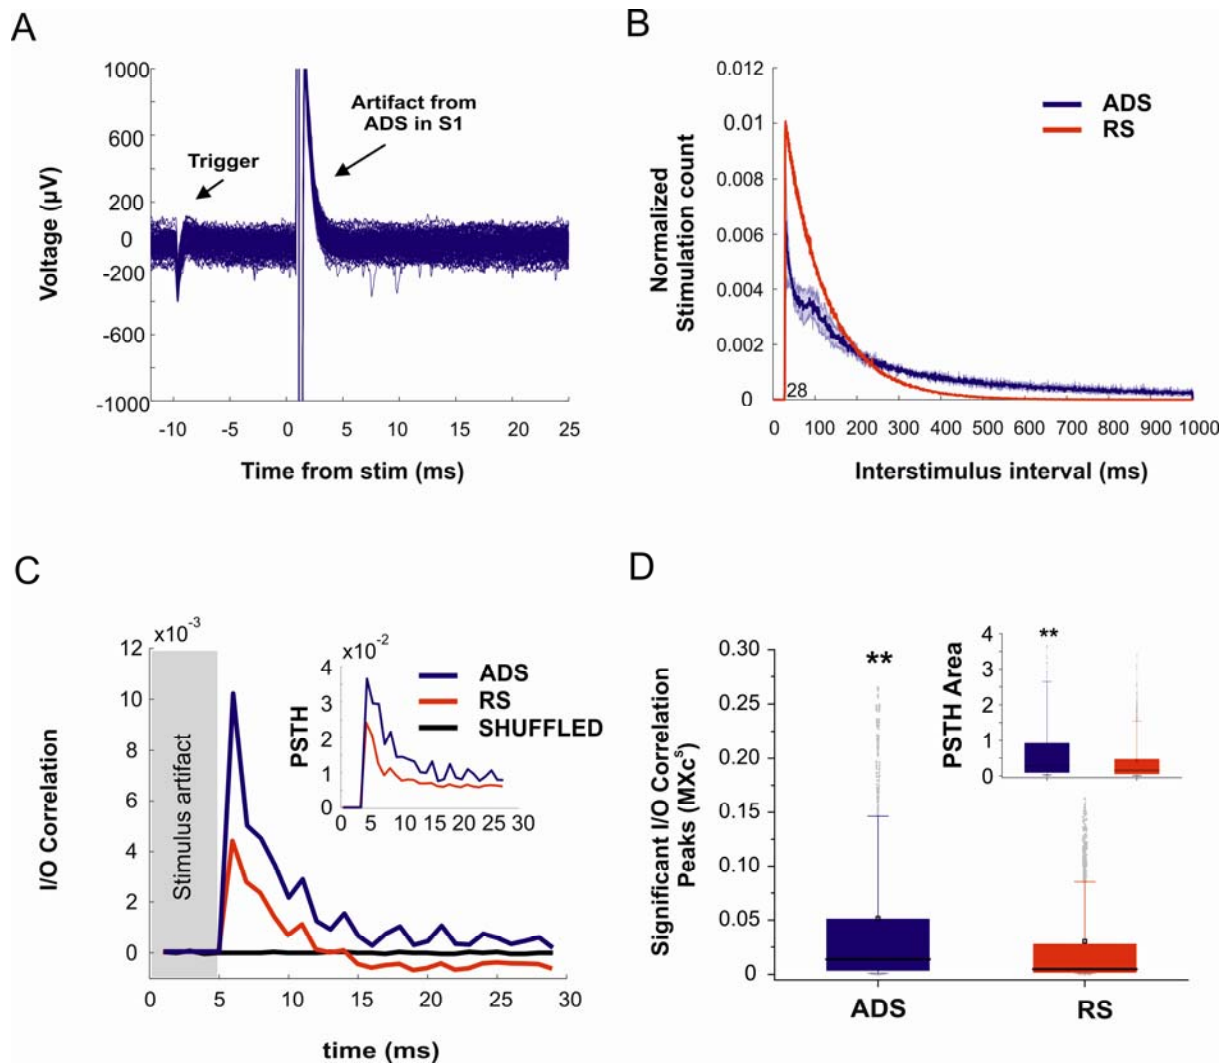 A
1000
600
200
0
-200
-600
-1000
Voltage (µV)
Trigger
Artifact from
ADS in S1
-10 -5 0 5 10 15 20 25
Time from stim (ms)
B
0.012
0.01
0.008
0.006
0.004
0.002
0
Normalized
Stimulation count
ADS
RS
28
0 100 200 300 400 500 600 700 800 900 1000
Interstimulus interval (ms)
C
x10-3
12
10
8
6
4
2
0
I/O Correlation
Stimulus artifact
x10-2
4
3
2
1
0
PSTH
0 5 10 15 20 25 30
ADS
RS
SHUFFLED
0 5 10 15 20 25 30
time (ms)
D
0.30
0.25
0.20
0.15
0.10
0.05
0
Significant I/O Correlation
Peaks (MXcS)
**
**
4
3
2
1
0
PSTH Area
ADS RS